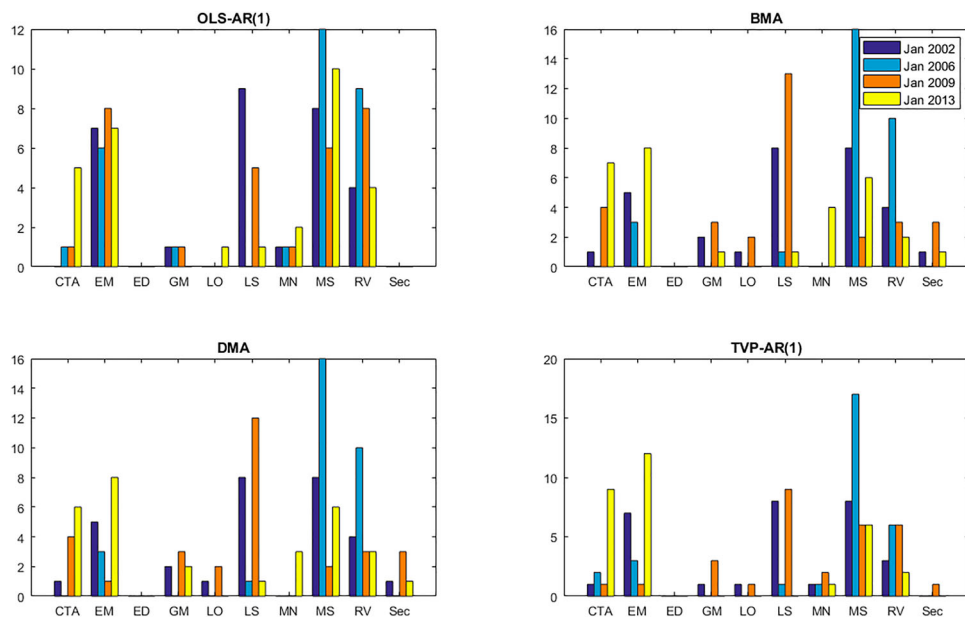 OLS-AR(1)
12
10
8
6
4
2
0
CTA EM ED GM LO LS MN MS RV Sec
BMA
16
14
12
10
8
6
4
2
0
Jan 2002
Jan 2006
Jan 2009
Jan 2013
CTA EM ED GM LO LS MN MS RV Sec
DMA
16
14
12
10
8
6
4
2
0
CTA EM ED GM LO LS MN MS RV Sec
TVP-AR(1)
20
15
10
5
0
CTA EM ED GM LO LS MN MS RV Sec